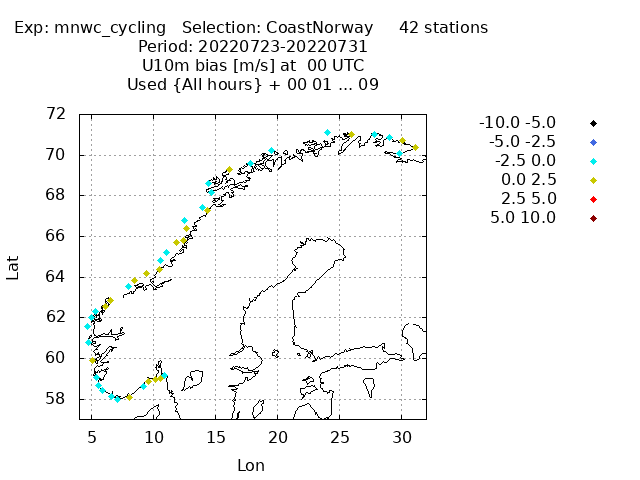 Exp: mnwc_cycling   Selection: CoastNorway     42 stations
Period: 20220723-20220731
U10m bias [m/s] at  00 UTC
Used {All hours} + 00 01 ... 09
-10.0 -5.0
-5.0 -2.5
-2.5 0.0
0.0 2.5
2.5 5.0
5.0 10.0
72
70
68
66
64
62
60
58
Lat
5 10 15 20 25 30
Lon